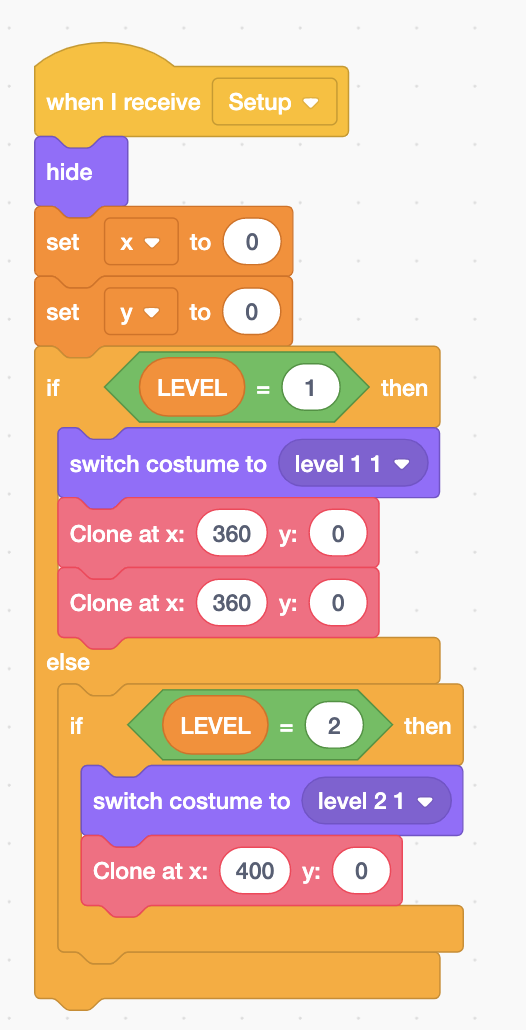 when I receive Setup
hide
set x to 0
set y to 0
if LEVEL = 1 then
switch costume to level 1 1
Clone at x: 360 y: 0
Clone at x: 360 y: 0
else
if LEVEL = 2 then
switch costume to level 2 1
Clone at x: 400 y: 0